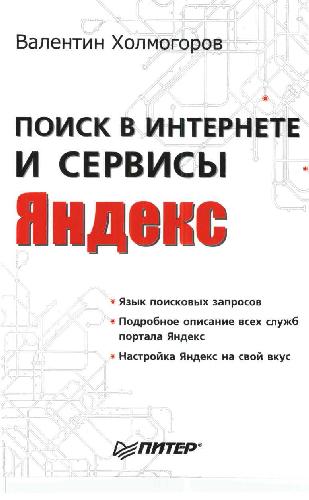 Валентин Холмогоров
ПОИСК В ИНТЕРНЕТЕ
И СЕРВИСЫ
Яндекс
* Язык поисковых запросов
* Подробное описание всех служб
портала Яндекс
* Настройка Яндекс на свой вкус
ПИТЕР®